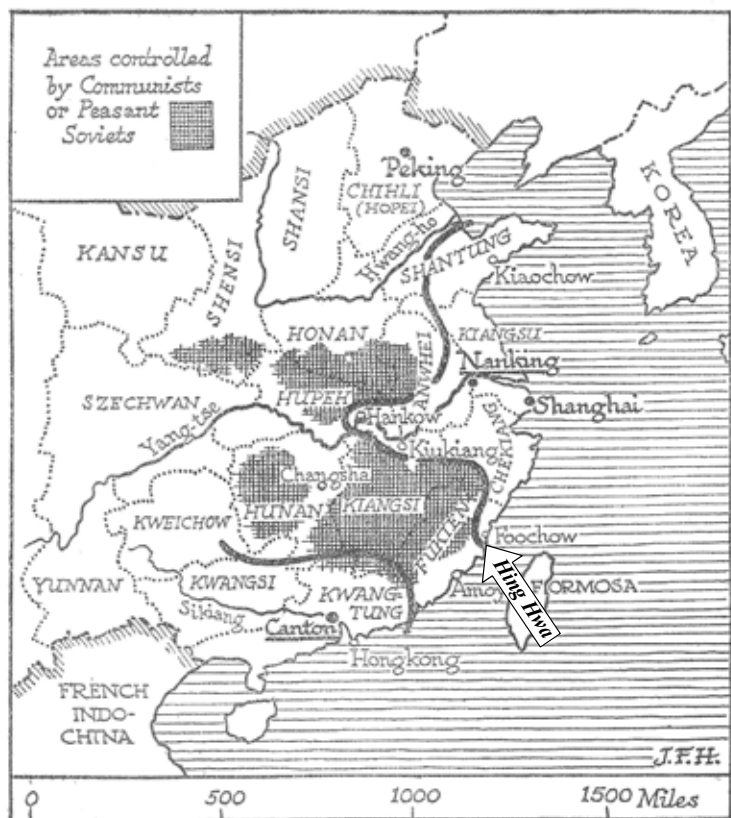 Areas controlled
by Communists
or Peasant
Soviets
Peking
CHIHLI
(HOPEI)
SHANSI
KOREA
Hwang-ho
SHANTUNG
KANSU
SHENSI
Kiaochow
HONAN
KIANGSU
ANWHEI
Nanking
HUPEH
SZECHWAN
Hankow
Shanghai
Yang-tse
Kiukiang
CHEKIANG
Changsha
HUNAN
KIANGSI
KWEICHOW
FUKIEN
Foochow
YUNNAN
KWANGSI
KWANG-
TUNG
Amoy
FORMOSA
Hing Hwa
Sikiang
Canton
Hongkong
FRENCH
INDO-
CHINA
J.F.H.
0 500 1000 1500 Miles